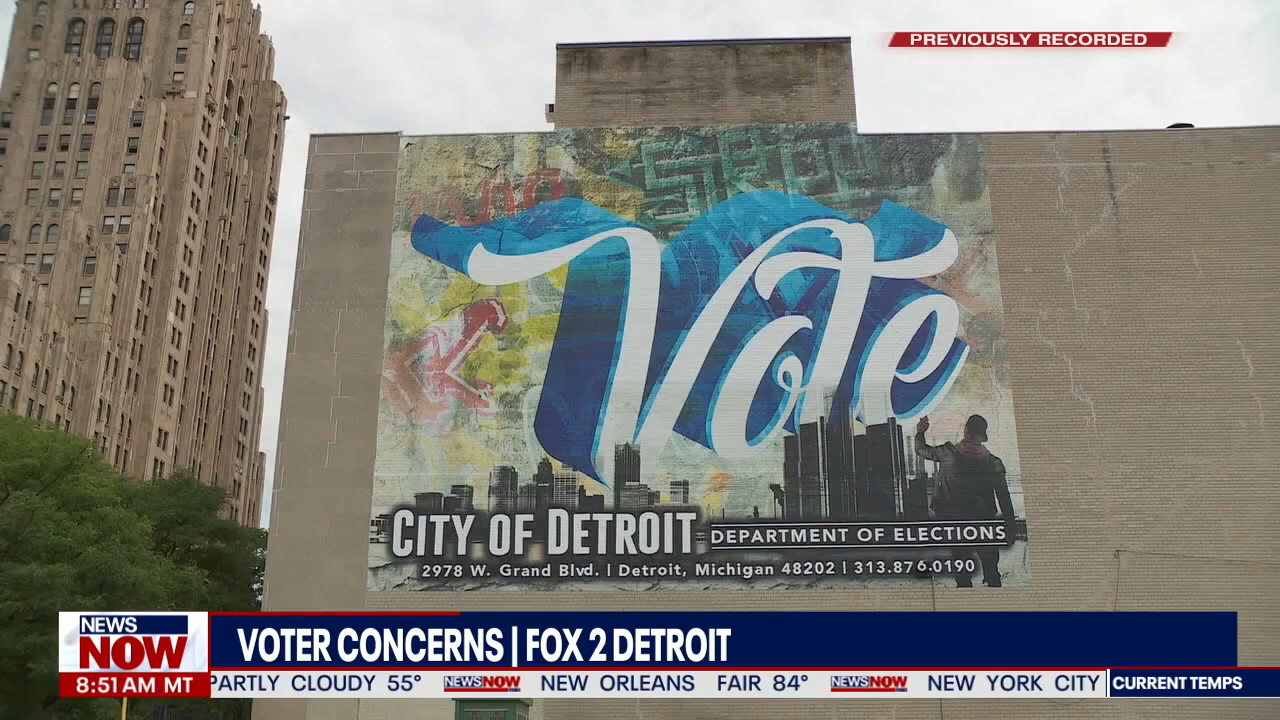 PREVIOUSLY RECORDED
Vote
CITY OF DETROIT DEPARTMENT OF ELECTIONS
2978 W. Grand Blvd. | Detroit, Michigan 48202 | 313.876.0190
NEWS
NOW
VOTER CONCERNS | FOX 2 DETROIT
8:51 AM MT
PARTLY CLOUDY 55° NEWSNOW NEW ORLEANS FAIR 84° NEWSNOW NEW YORK CITY CURRENT TEMPS